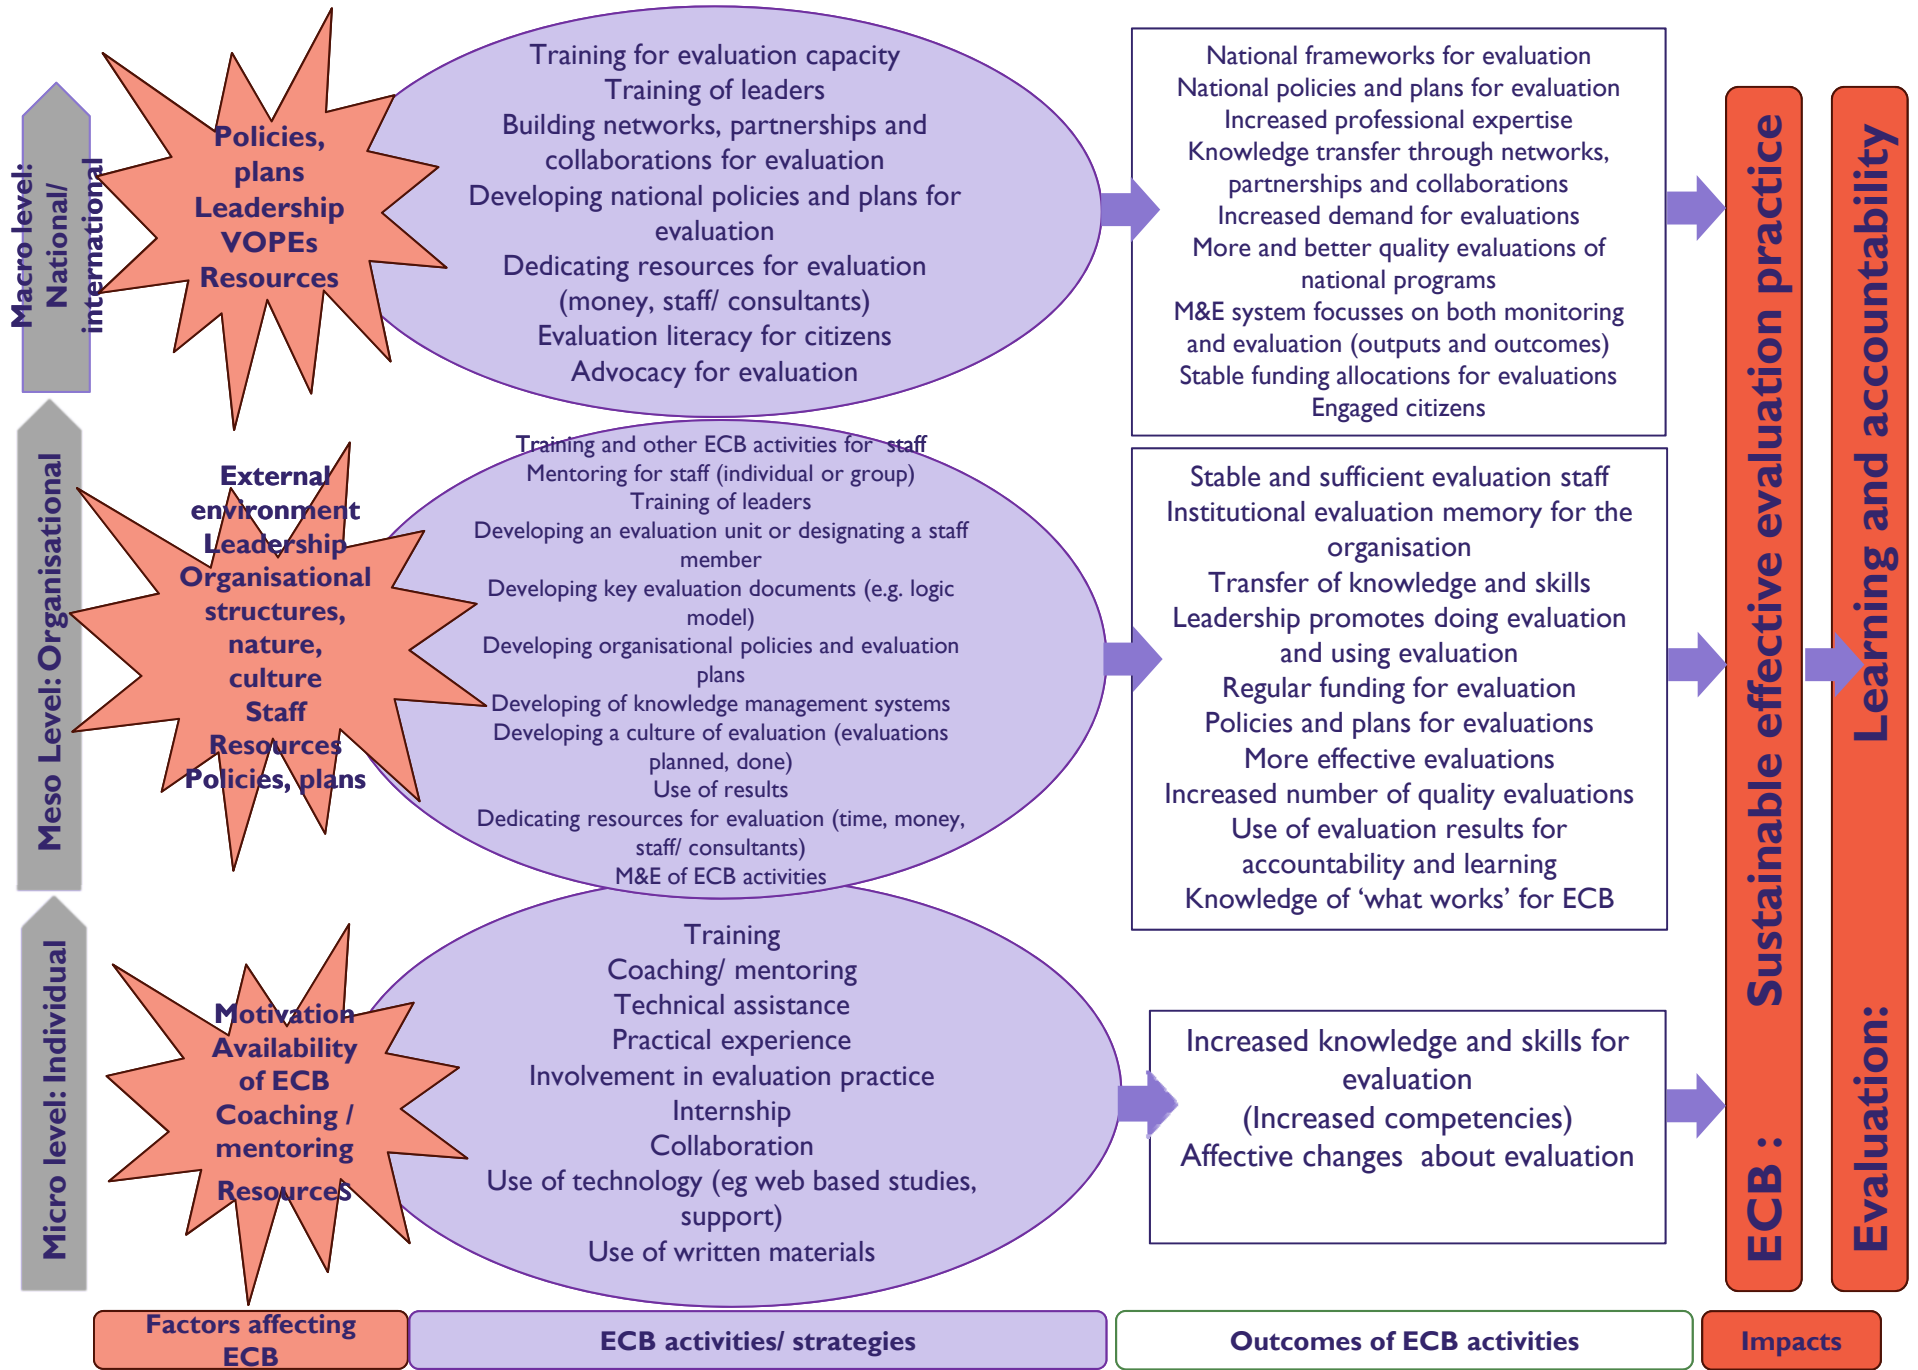 Macro level:
National/
international
Policies,
plans
Leadership
VOPEs
Resources
Training for evaluation capacity
Training of leaders
Building networks, partnerships and
collaborations for evaluation
Developing national policies and plans for
evaluation
Dedicating resources for evaluation
(money, staff/ consultants)
Evaluation literacy for citizens
Advocacy for evaluation
National frameworks for evaluation
National policies and plans for evaluation
Increased professional expertise
Knowledge transfer through networks,
partnerships and collaborations
Increased demand for evaluations
More and better quality evaluations of
national programs
M&E system focusses on both monitoring
and evaluation (outputs and outcomes)
Stable funding allocations for evaluations
Engaged citizens
Meso Level: Organisational
External
environment
Leadership
Organisational
structures,
nature,
culture
Staff
Resources
Policies, plans
Training and other ECB activities for  staff
Mentoring for staff (individual or group)
Training of leaders
Developing an evaluation unit or designating a staff
member
Developing key evaluation documents (e.g. logic
model)
Developing organisational policies and evaluation
plans
Developing of knowledge management systems
Developing a culture of evaluation (evaluations
planned, done)
Use of results
Dedicating resources for evaluation (time, money,
staff/ consultants)
M&E of ECB activities
Stable and sufficient evaluation staff
Institutional evaluation memory for the
organisation
Transfer of knowledge and skills
Leadership promotes doing evaluation
and using evaluation
Regular funding for evaluation
Policies and plans for evaluations
More effective evaluations
Increased number of quality evaluations
Use of evaluation results for
accountability and learning
Knowledge of ‘what works’ for ECB
Micro level: Individual
Motivation
Availability
of ECB
Coaching /
mentoring
ResourceS
Training
Coaching/ mentoring
Technical assistance
Practical experience
Involvement in evaluation practice
Internship
Collaboration
Use of technology (eg web based studies,
support)
Use of written materials
Increased knowledge and skills for
evaluation
(Increased competencies)
Affective changes  about evaluation
ECB : Sustainable effective evaluation practice
Evaluation: Learning and accountability
Factors affecting
ECB
ECB activities/ strategies
Outcomes of ECB activities
Impacts